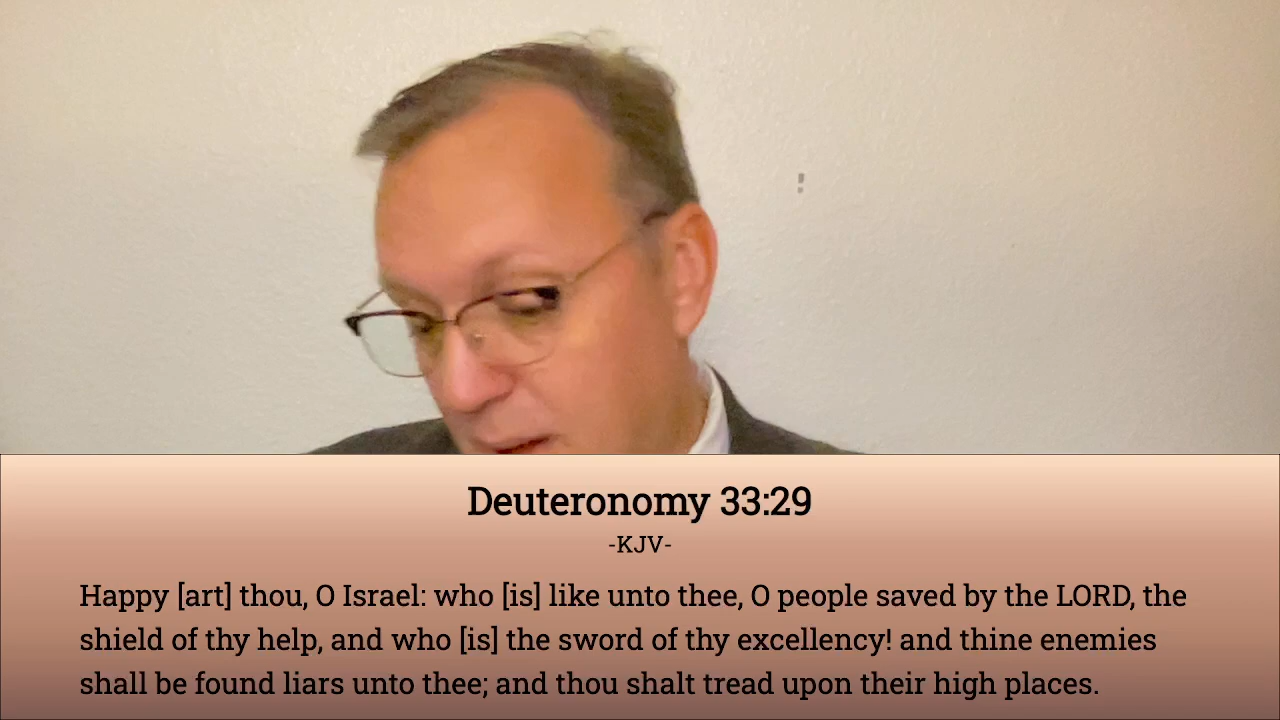 Deuteronomy 33:29
-KJV-
Happy [art] thou, O Israel: who [is] like unto thee, O people saved by the LORD, the
shield of thy help, and who [is] the sword of thy excellency! and thine enemies
shall be found liars unto thee; and thou shalt tread upon their high places.